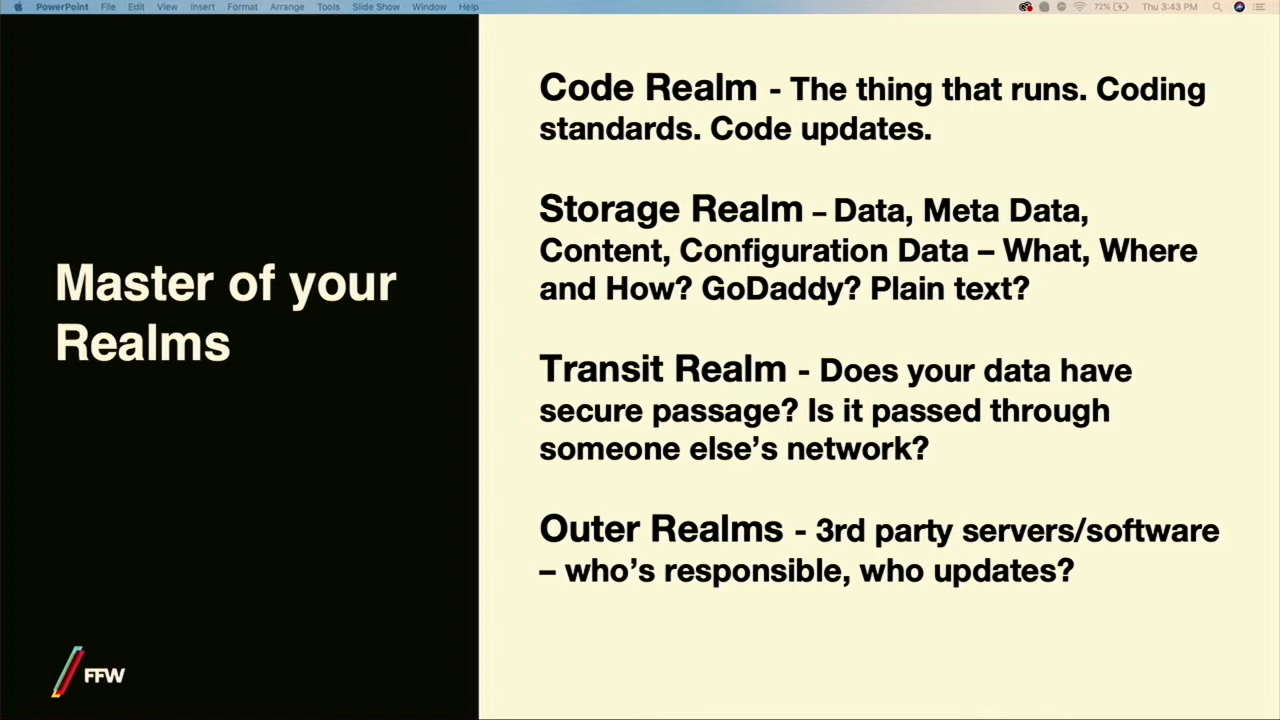 PowerPoint File Edit View Insert Format Arrange Tools Slide Show Window Help 72% Thu 3:43 PM
Master of your
Realms
Code Realm - The thing that runs. Coding
standards. Code updates.
Storage Realm – Data, Meta Data,
Content, Configuration Data – What, Where
and How? GoDaddy? Plain text?
Transit Realm - Does your data have
secure passage? Is it passed through
someone else’s network?
Outer Realms - 3rd party servers/software
– who’s responsible, who updates?
FFW